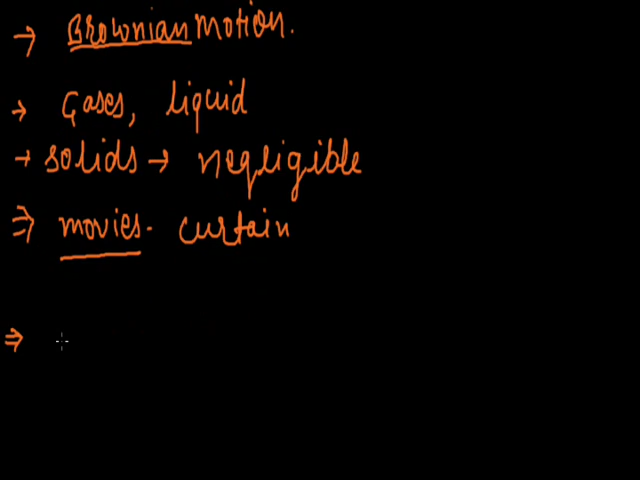 → Brownian motion.
→ Gases, liquid
→ solids → negligible
⇒ movies. curtain
⇒